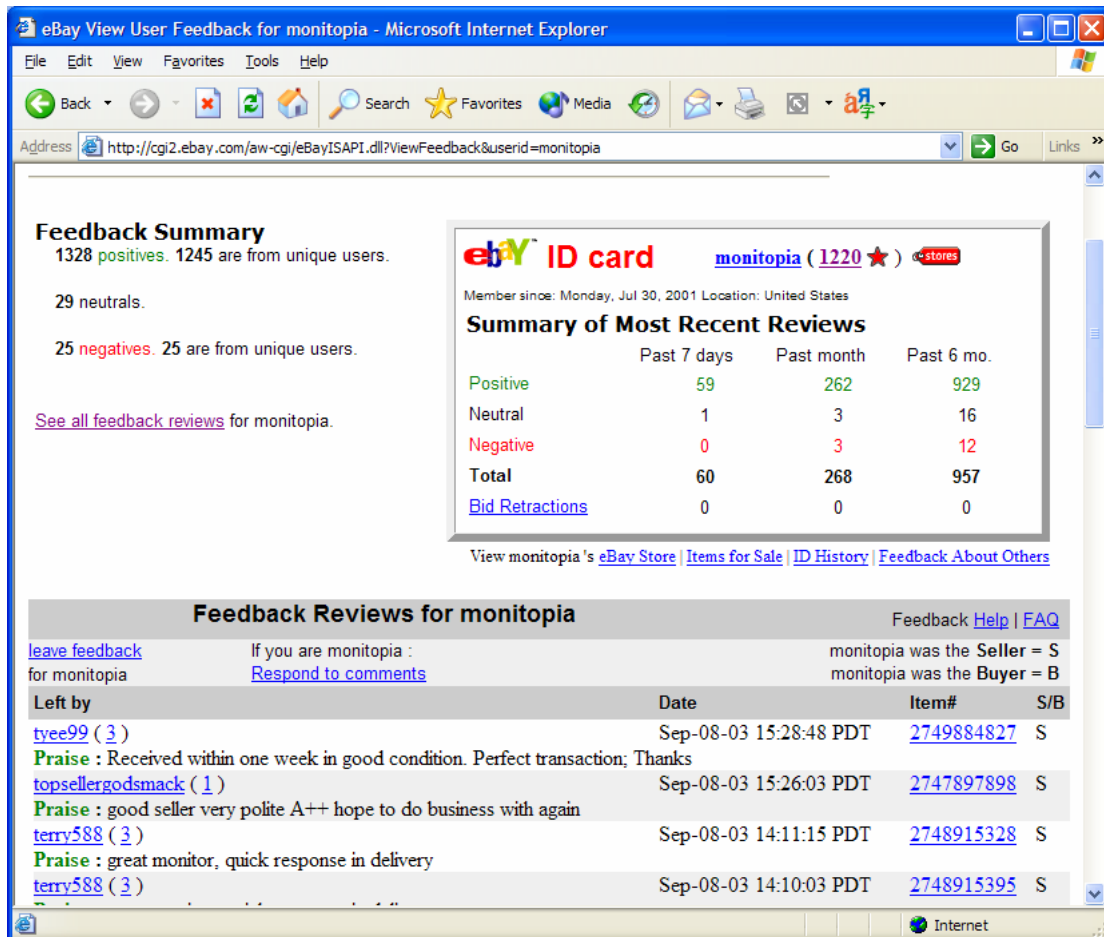 eBay View User Feedback for monitopia - Microsoft Internet Explorer
File Edit View Favorites Tools Help
Back Search Favorites Media
Address http://cgi2.ebay.com/aw-cgi/eBayISAPI.dll?ViewFeedback&userid=monitopia Go Links »
Feedback Summary
1328 positives. 1245 are from unique users.
29 neutrals.
25 negatives. 25 are from unique users.
See all feedback reviews for monitopia.
ebaY™ ID card monitopia ( 1220 ) stores
Member since: Monday, Jul 30, 2001 Location: United States
Summary of Most Recent Reviews
Past 7 days Past month Past 6 mo.
Positive 59 262 929
Neutral 1 3 16
Negative 0 3 12
Total 60 268 957
Bid Retractions 0 0 0
View monitopia 's eBay Store | Items for Sale | ID History | Feedback About Others
Feedback Reviews for monitopia Feedback Help | FAQ
leave feedback If you are monitopia : monitopia was the Seller = S
for monitopia Respond to comments monitopia was the Buyer = B
Left by Date Item# S/B
tyee99 ( 3 ) Sep-08-03 15:28:48 PDT 2749884827 S
Praise : Received within one week in good condition. Perfect transaction; Thanks
topsellergodsmack ( 1 ) Sep-08-03 15:26:03 PDT 2747897898 S
Praise : good seller very polite A++ hope to do business with again
terry588 ( 3 ) Sep-08-03 14:11:15 PDT 2748915328 S
Praise : great monitor, quick response in delivery
terry588 ( 3 ) Sep-08-03 14:10:03 PDT 2748915395 S
Internet